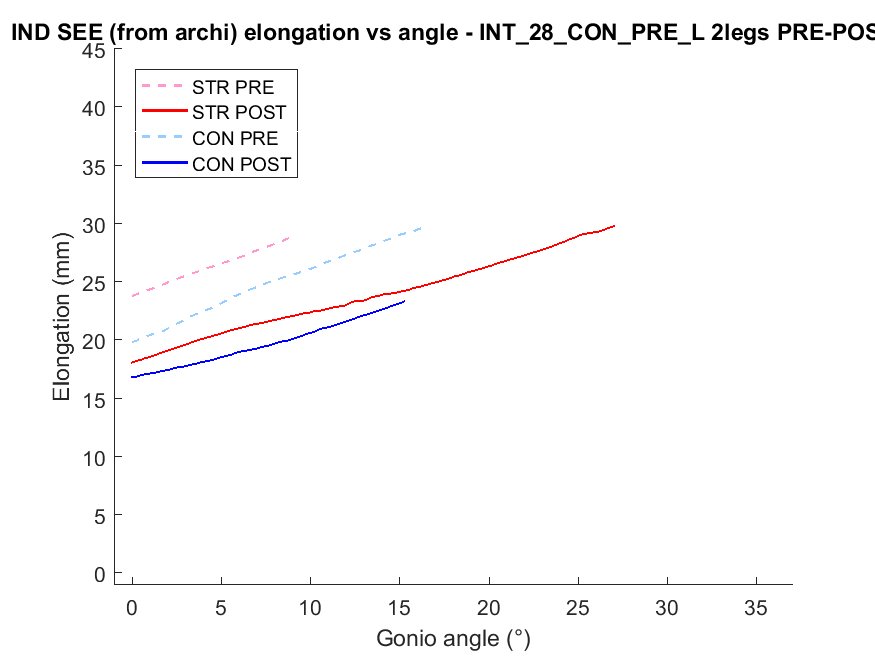 IND SEE (from archi) elongation vs angle - INT_28_CON_PRE_L 2legs PRE-POS
45
40
35
30
25
20
15
10
5
0
Elongation (mm)
STR PRE
STR POST
CON PRE
CON POST
0 5 10 15 20 25 30 35
Gonio angle (°)